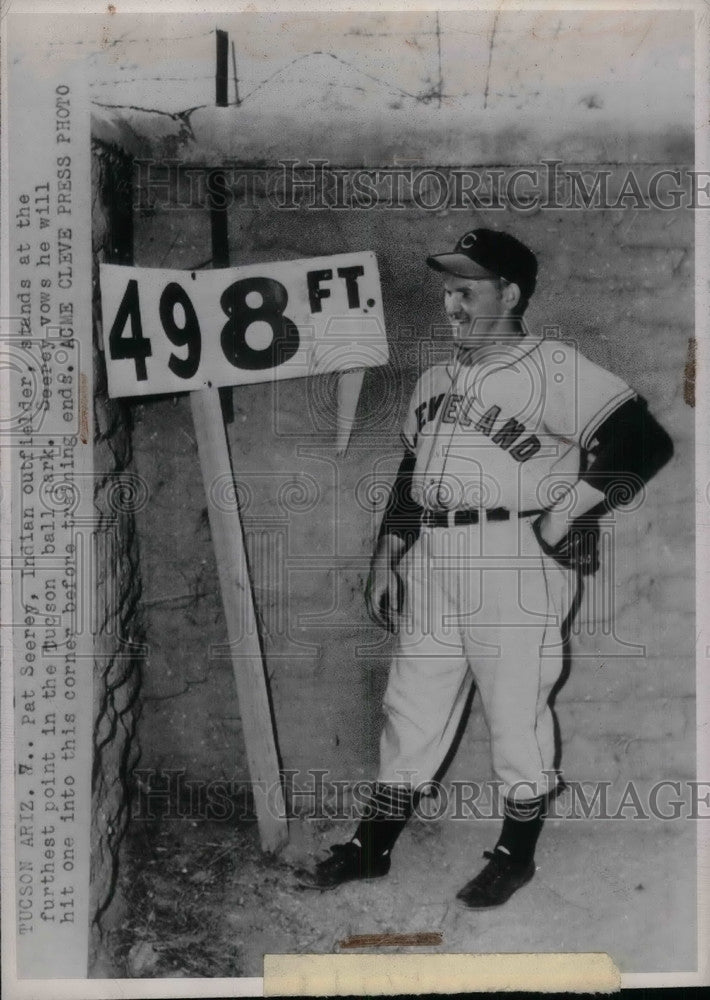 TUCSON ARIZ. 7.. Pat Seerey, Indian outfielder, stands at the
furthest point in the Tucson ball park. Seerey vows he will
hit one into this corner before training ends. ACME CLEVE PRESS PHOTO
HISTORIC IMAGES
498 FT.
C
CLEVELAND
HISTORIC IMAGES